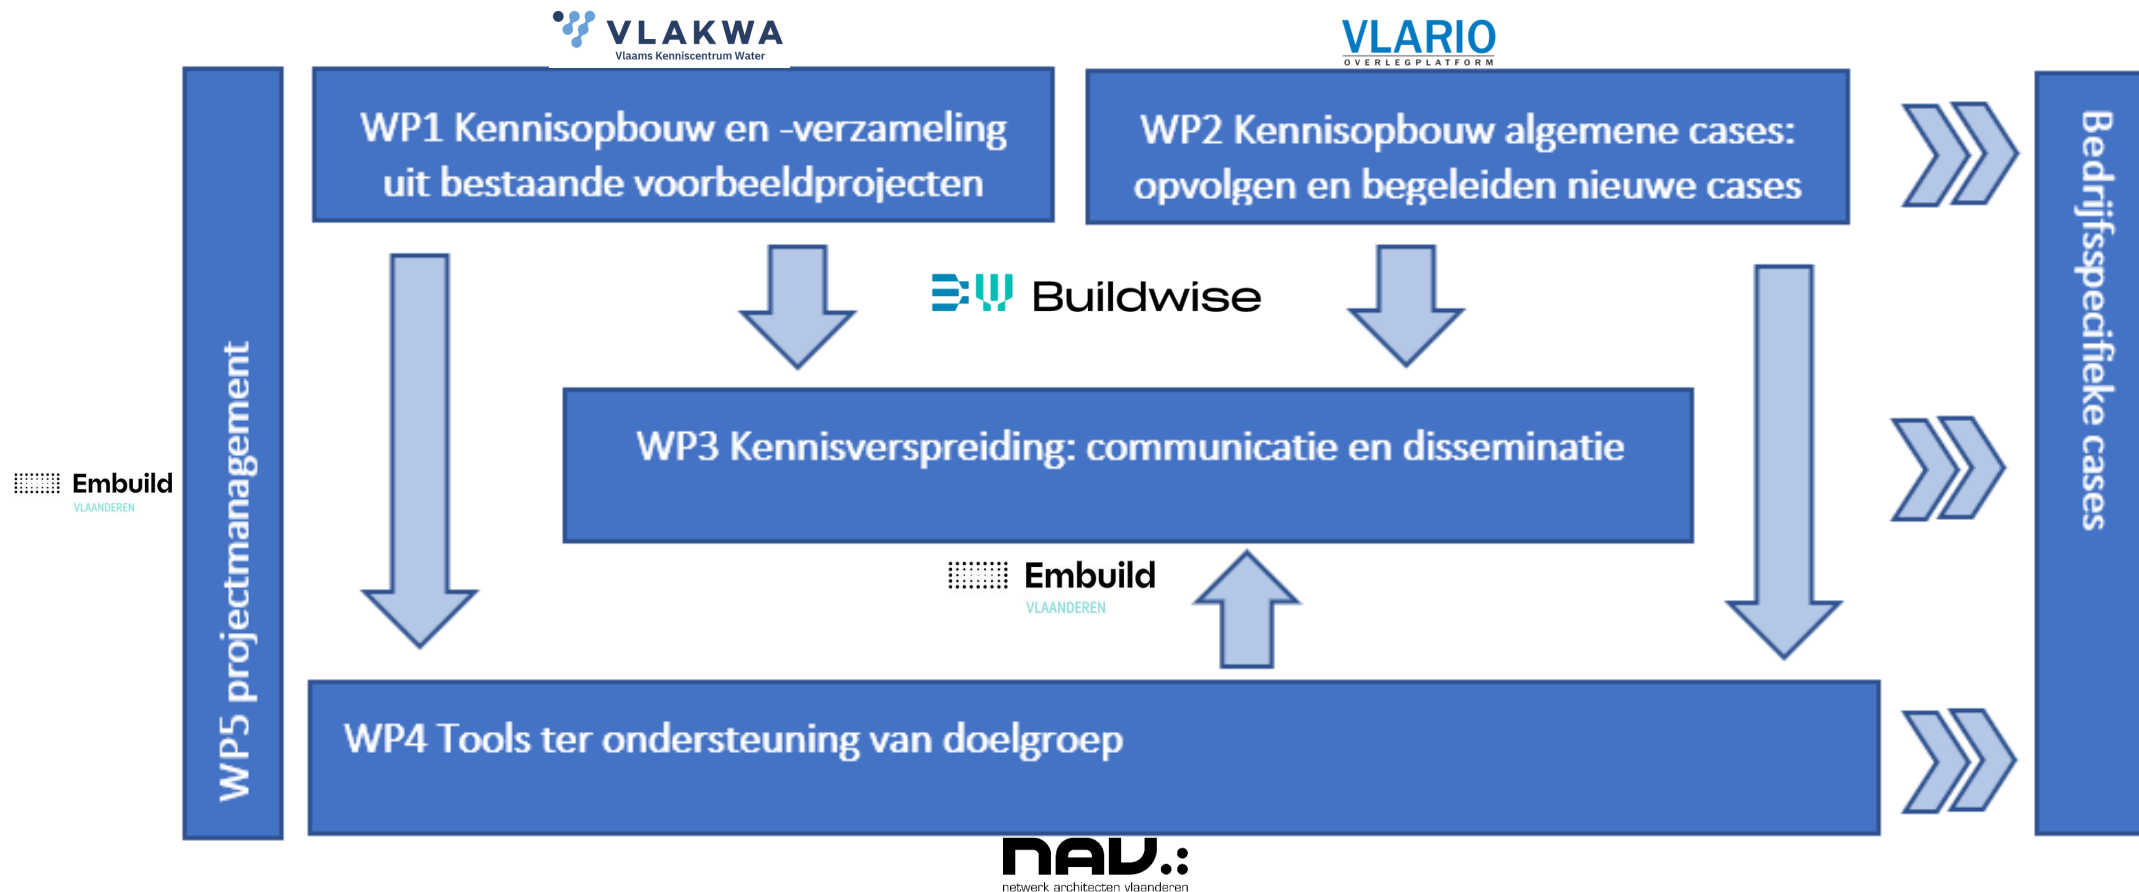 VLAKWA
Vlaams Kenniscentrum Water
VLARIO
OVERLEGPLATFORM
WP1 Kennisopbouw en -verzameling
uit bestaande voorbeeldprojecten
WP2 Kennisopbouw algemene cases:
opvolgen en begeleiden nieuwe cases
Buildwise
WP3 Kennisverspreiding: communicatie en disseminatie
Embuild
VLAANDEREN
WP5 projectmanagement
Embuild
VLAANDEREN
WP4 Tools ter ondersteuning van doelgroep
Bedrijfsspecifieke cases
nav.:
netwerk architecten vlaanderen